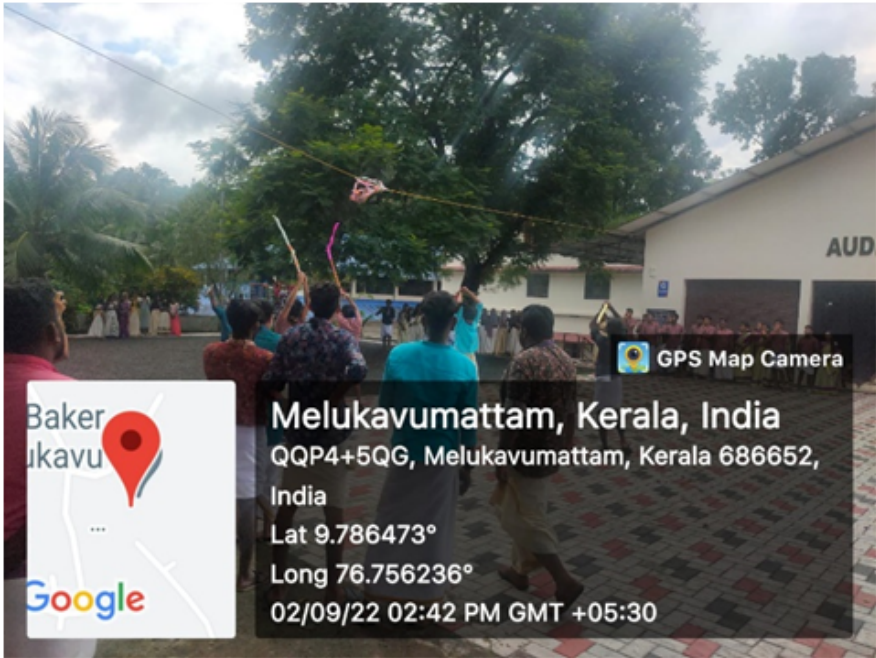 AUD
GPS Map Camera
Baker
ukavu
...
Google
Melukavumattam, Kerala, India
QQP4+5QG, Melukavumattam, Kerala 686652,
India
Lat 9.786473°
Long 76.756236°
02/09/22 02:42 PM GMT +05:30